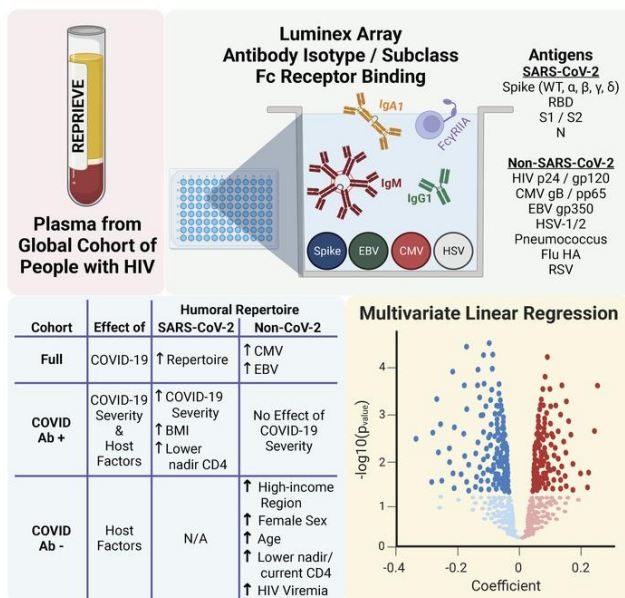 REPRIEVE
Plasma from
Global Cohort of
People with HIV
Luminex Array
Antibody Isotype / Subclass
Fc Receptor Binding
IgA1
FcγRIIA
IgM
IgG1
Spike
EBV
CMV
HSV
Antigens
SARS-CoV-2
Spike (WT, α, β, γ, δ)
RBD
S1 / S2
N
Non-SARS-CoV-2
HIV p24 / gp120
CMV gB / pp65
EBV gp350
HSV-1/2
Pneumococcus
Flu HA
RSV
Humoral Repertoire
Cohort Effect of SARS-CoV-2 Non-CoV-2
Full COVID-19 ↑ Repertoire ↑ CMV
↑ EBV
COVID
Ab +
COVID-19
Severity
&
Host
Factors
↑ COVID-19
Severity
↑ BMI
↑ Lower
nadir CD4
No Effect of
COVID-19
Severity
COVID
Ab -
Host
Factors
N/A
↑ High-income
Region
↑ Female Sex
↑ Age
↑ Lower nadir/
current CD4
↑ HIV Viremia
Multivariate Linear Regression
-log10(pvalue)
4
3
2
1
0
-0.4 -0.2 0 0.2
Coefficient